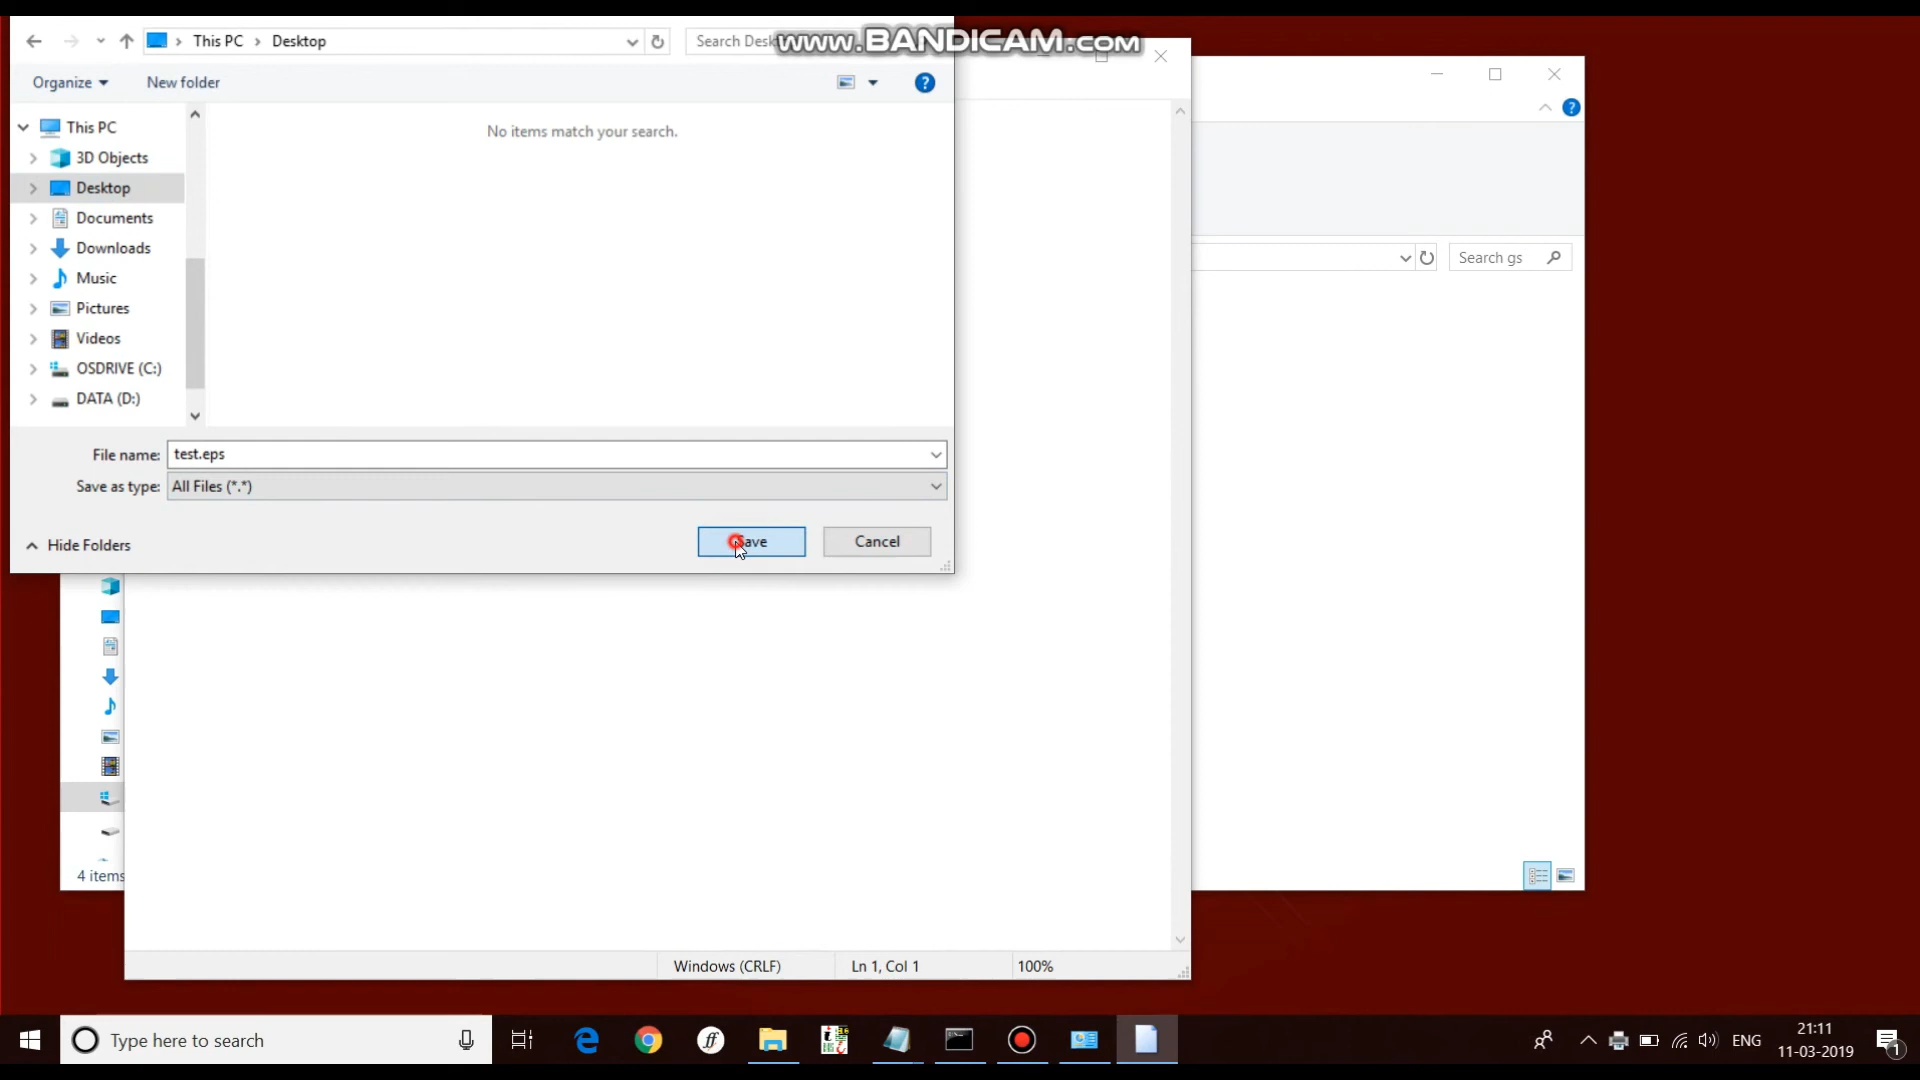 This PC > Desktop
Search Desk
www.BANDICAM.com
Organize
New folder
?
?
This PC
No items match your search.
3D Objects
Desktop
Documents
Downloads
Search gs
Music
Pictures
Videos
OSDRIVE (C:)
DATA (D:)
File name: test.eps
Save as type: All Files (*.*)
Hide Folders
Save
Cancel
4 items
Windows (CRLF)
Ln 1, Col 1
100%
Type here to search
ENG
21:11
11-03-2019
1